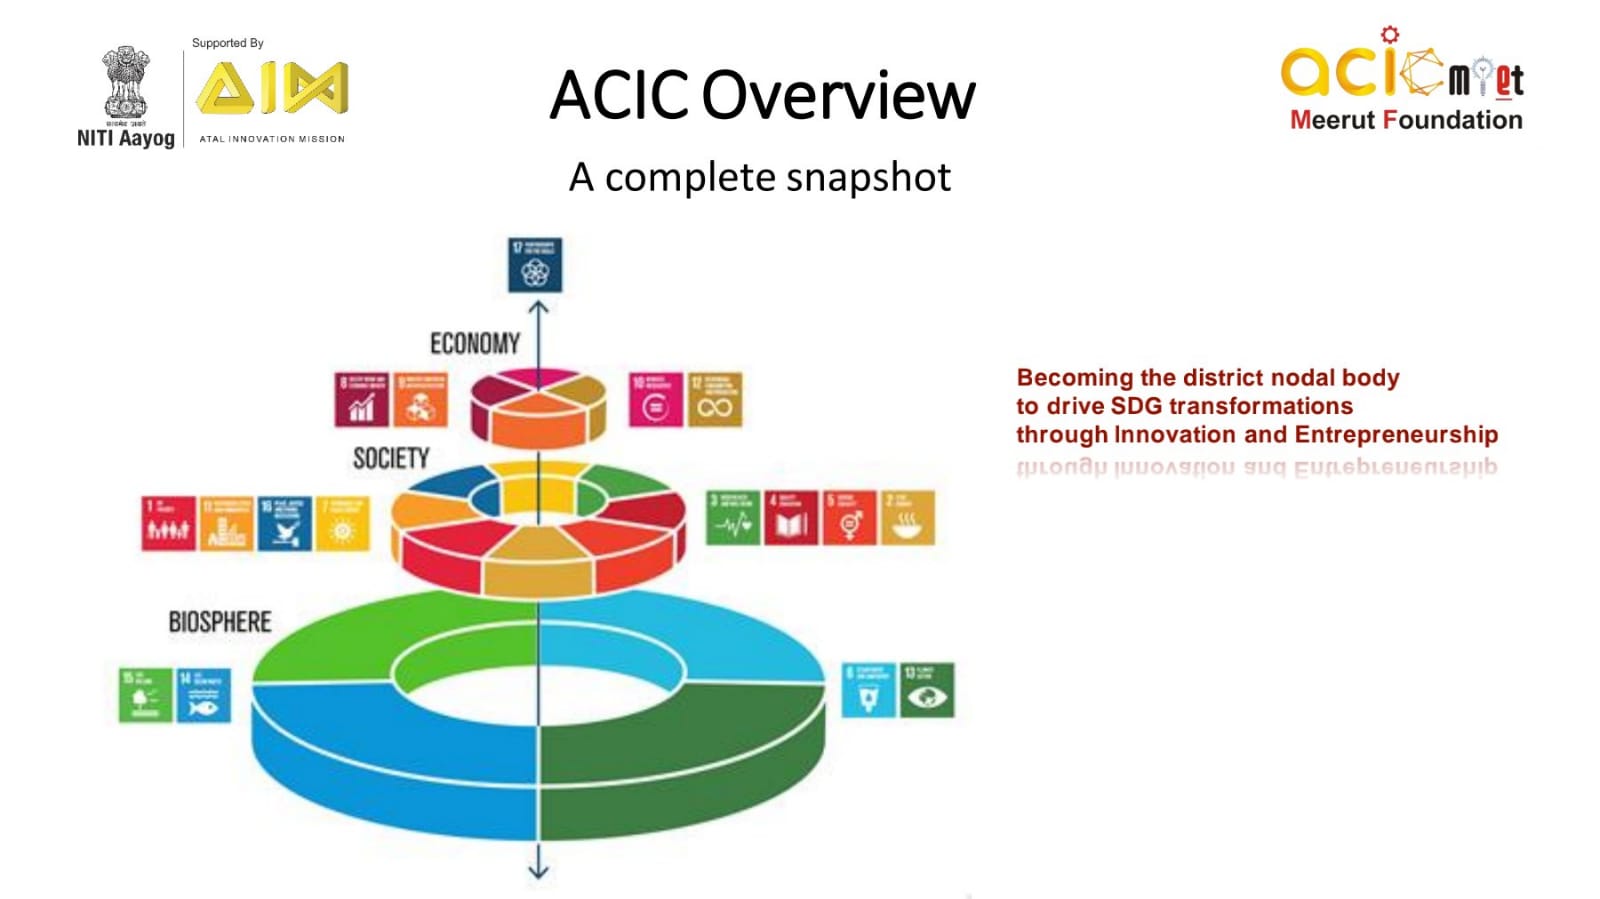 Supported By
NITI Aayog
ATAL INNOVATION MISSION
ACIC Overview
A complete snapshot
acic miet
Meerut Foundation
17
ECONOMY
8
9
10
12
SOCIETY
1
11
16
7
3
4
5
2
BIOSPHERE
15
14
6
13
Becoming the district nodal body
to drive SDG transformations
through Innovation and Entrepreneurship